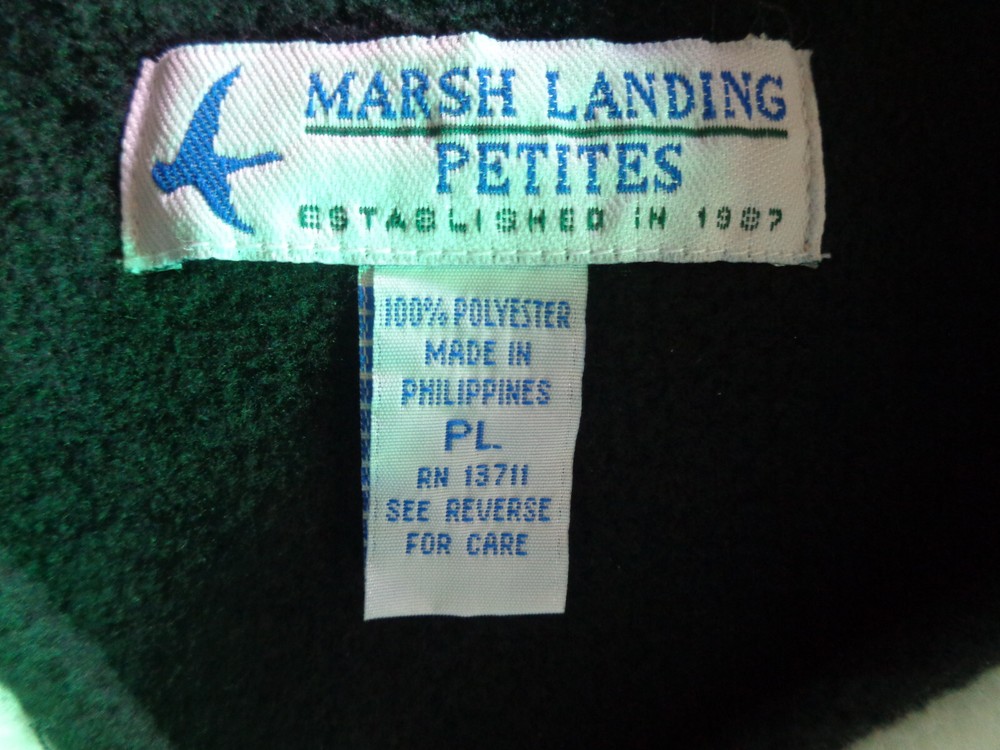 MARSH LANDING
PETITES
ESTABLISHED IN 1987
100% POLYESTER
MADE IN
PHILIPPINES
PL
RN 13711
SEE REVERSE
FOR CARE